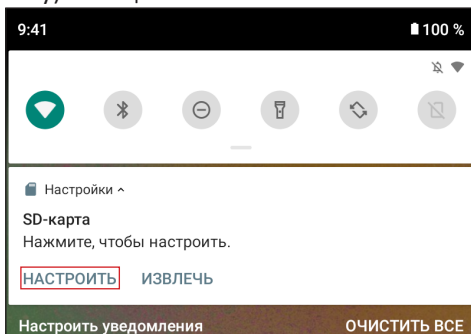 9:41 100 %
Настройки
SD-карта
Нажмите, чтобы настроить.
НАСТРОИТЬ ИЗВЛЕЧЬ
Настроить уведомления ОЧИСТИТЬ ВСЕ